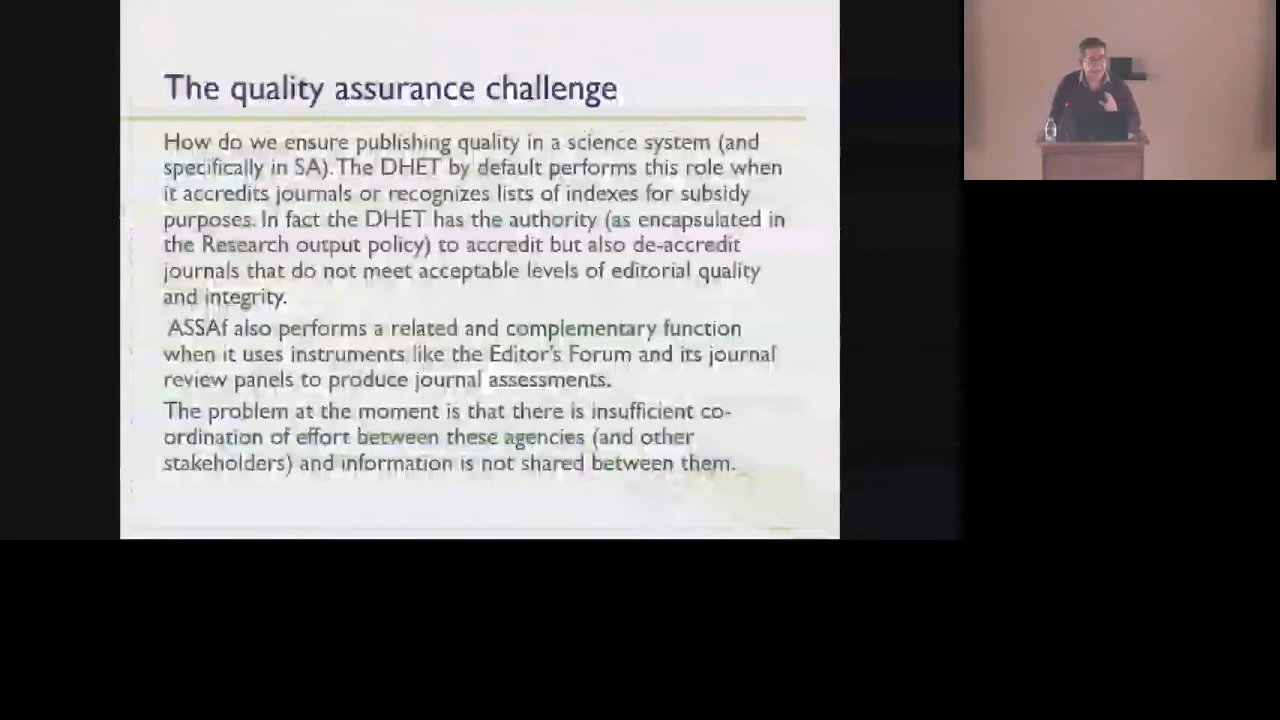 The quality assurance challenge
How do we ensure publishing quality in a science system (and
specifically in SA). The DHET by default performs this role when
it accredits journals or recognizes lists of indexes for subsidy
purposes. In fact the DHET has the authority (as encapsulated in
the Research output policy) to accredit but also de-accredit
journals that do not meet acceptable levels of editorial quality
and integrity.
ASSAf also performs a related and complementary function
when it uses instruments like the Editor's Forum and its journal
review panels to produce journal assessments.
The problem at the moment is that there is insufficient co-
ordination of effort between these agencies (and other
stakeholders) and information is not shared between them.